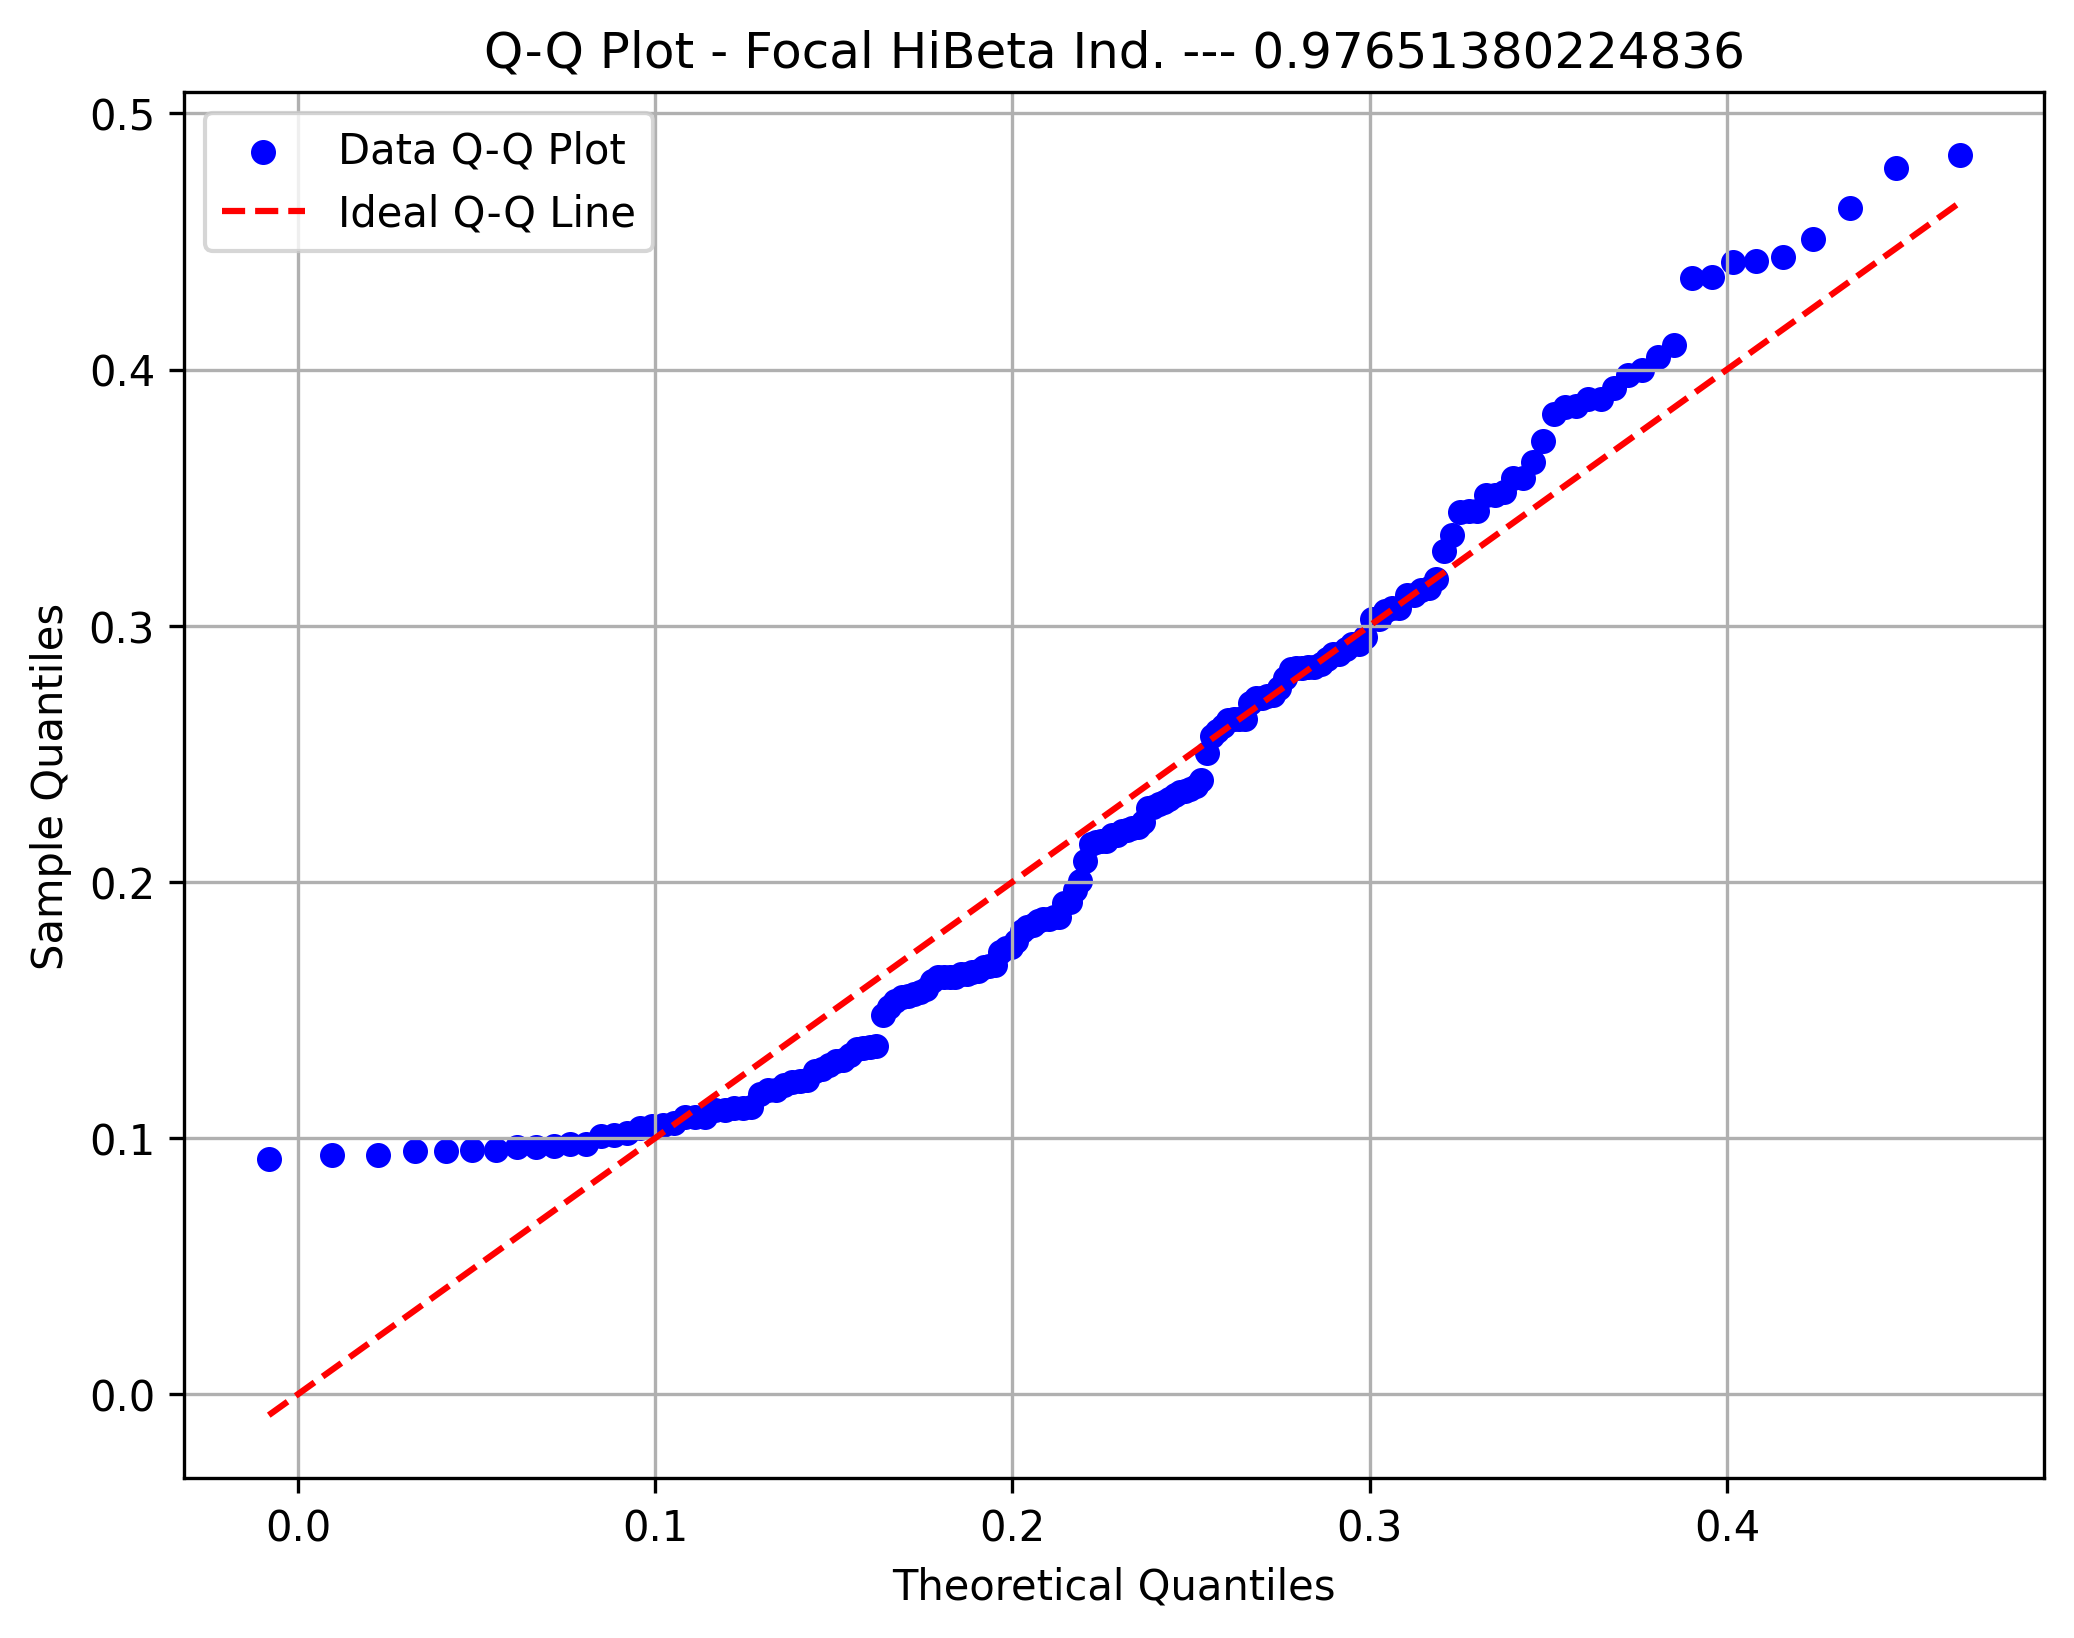 Q-Q Plot - Focal HiBeta Ind. --- 0.97651380224836
Data Q-Q Plot
Ideal Q-Q Line
0.5
0.4
0.3
0.2
0.1
0.0
Sample Quantiles
0.0 0.1 0.2 0.3 0.4
Theoretical Quantiles